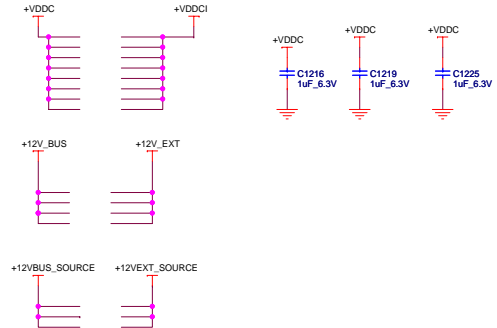 +VDDC
+VDDCI
+VDDC
+VDDC
+VDDC
C1216
1uF_6.3V
C1219
1uF_6.3V
C1225
1uF_6.3V
+12V_BUS
+12V_EXT
+12VBUS_SOURCE
+12VEXT_SOURCE